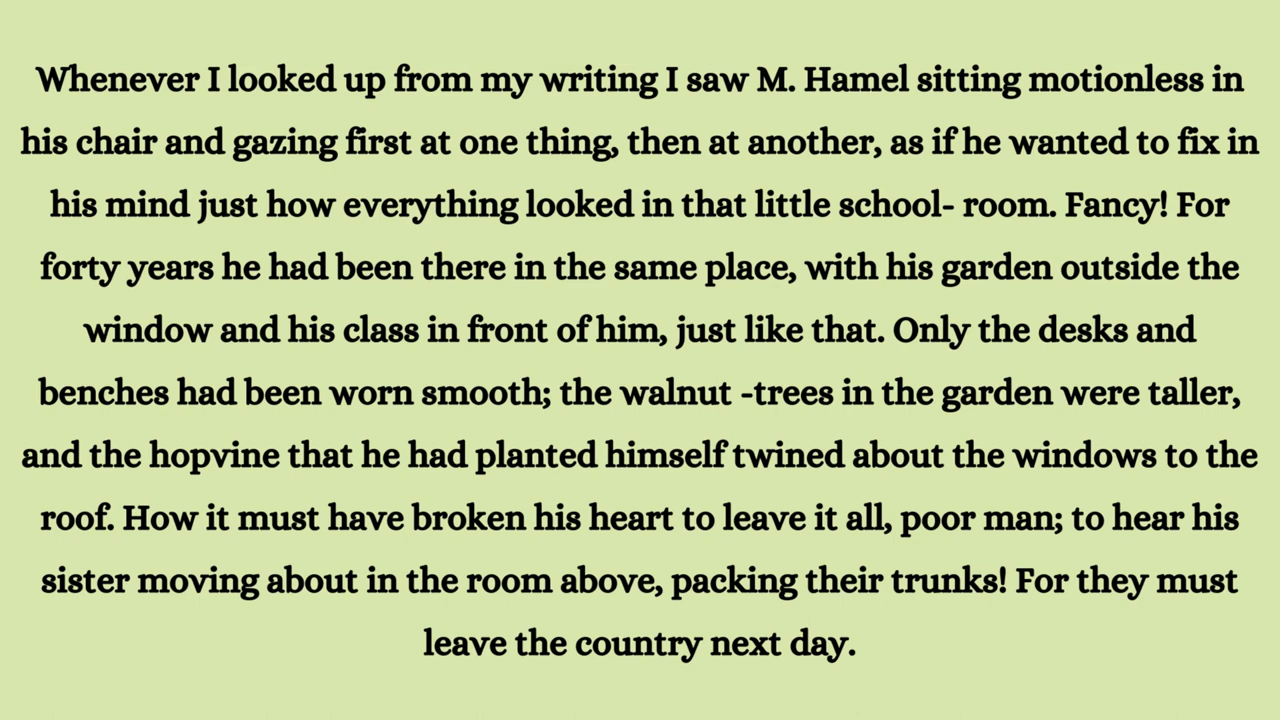 Whenever I looked up from my writing I saw M. Hamel sitting motionless in
his chair and gazing first at one thing, then at another, as if he wanted to fix in
his mind just how everything looked in that little school- room. Fancy! For
forty years he had been there in the same place, with his garden outside the
window and his class in front of him, just like that. Only the desks and
benches had been worn smooth; the walnut -trees in the garden were taller,
and the hopvine that he had planted himself twined about the windows to the
roof. How it must have broken his heart to leave it all, poor man; to hear his
sister moving about in the room above, packing their trunks! For they must
leave the country next day.